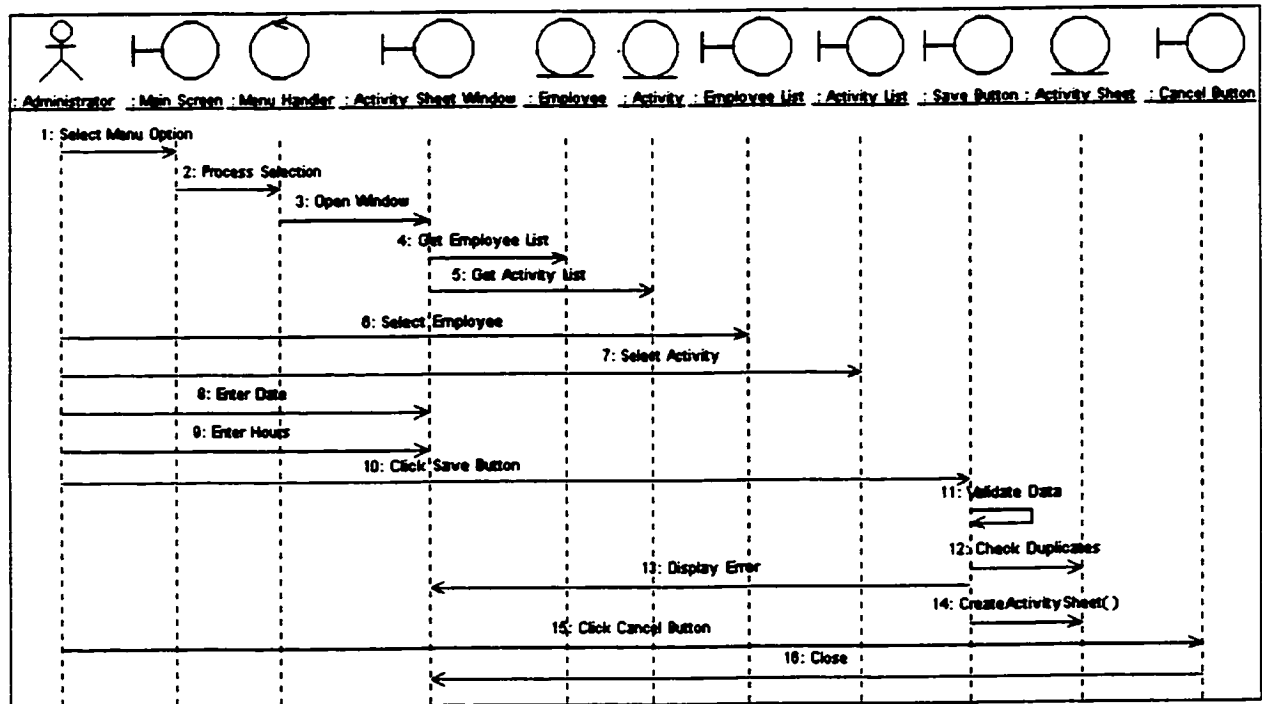 : Administrator : Main Screen : Menu Handler : Activity Sheet Window : Employee : Activity : Employee List : Activity List : Save Button : Activity Sheet : Cancel Button
1: Select Menu Option
2: Process Selection
3: Open Window
4: Get Employee List
5: Get Activity List
6: Select Employee
7: Select Activity
8: Enter Date
9: Enter Hours
10: Click Save Button
11: Validate Data
12: Check Duplicates
13: Display Error
14: CreateActivitySheet()
15: Click Cancel Button
16: Close